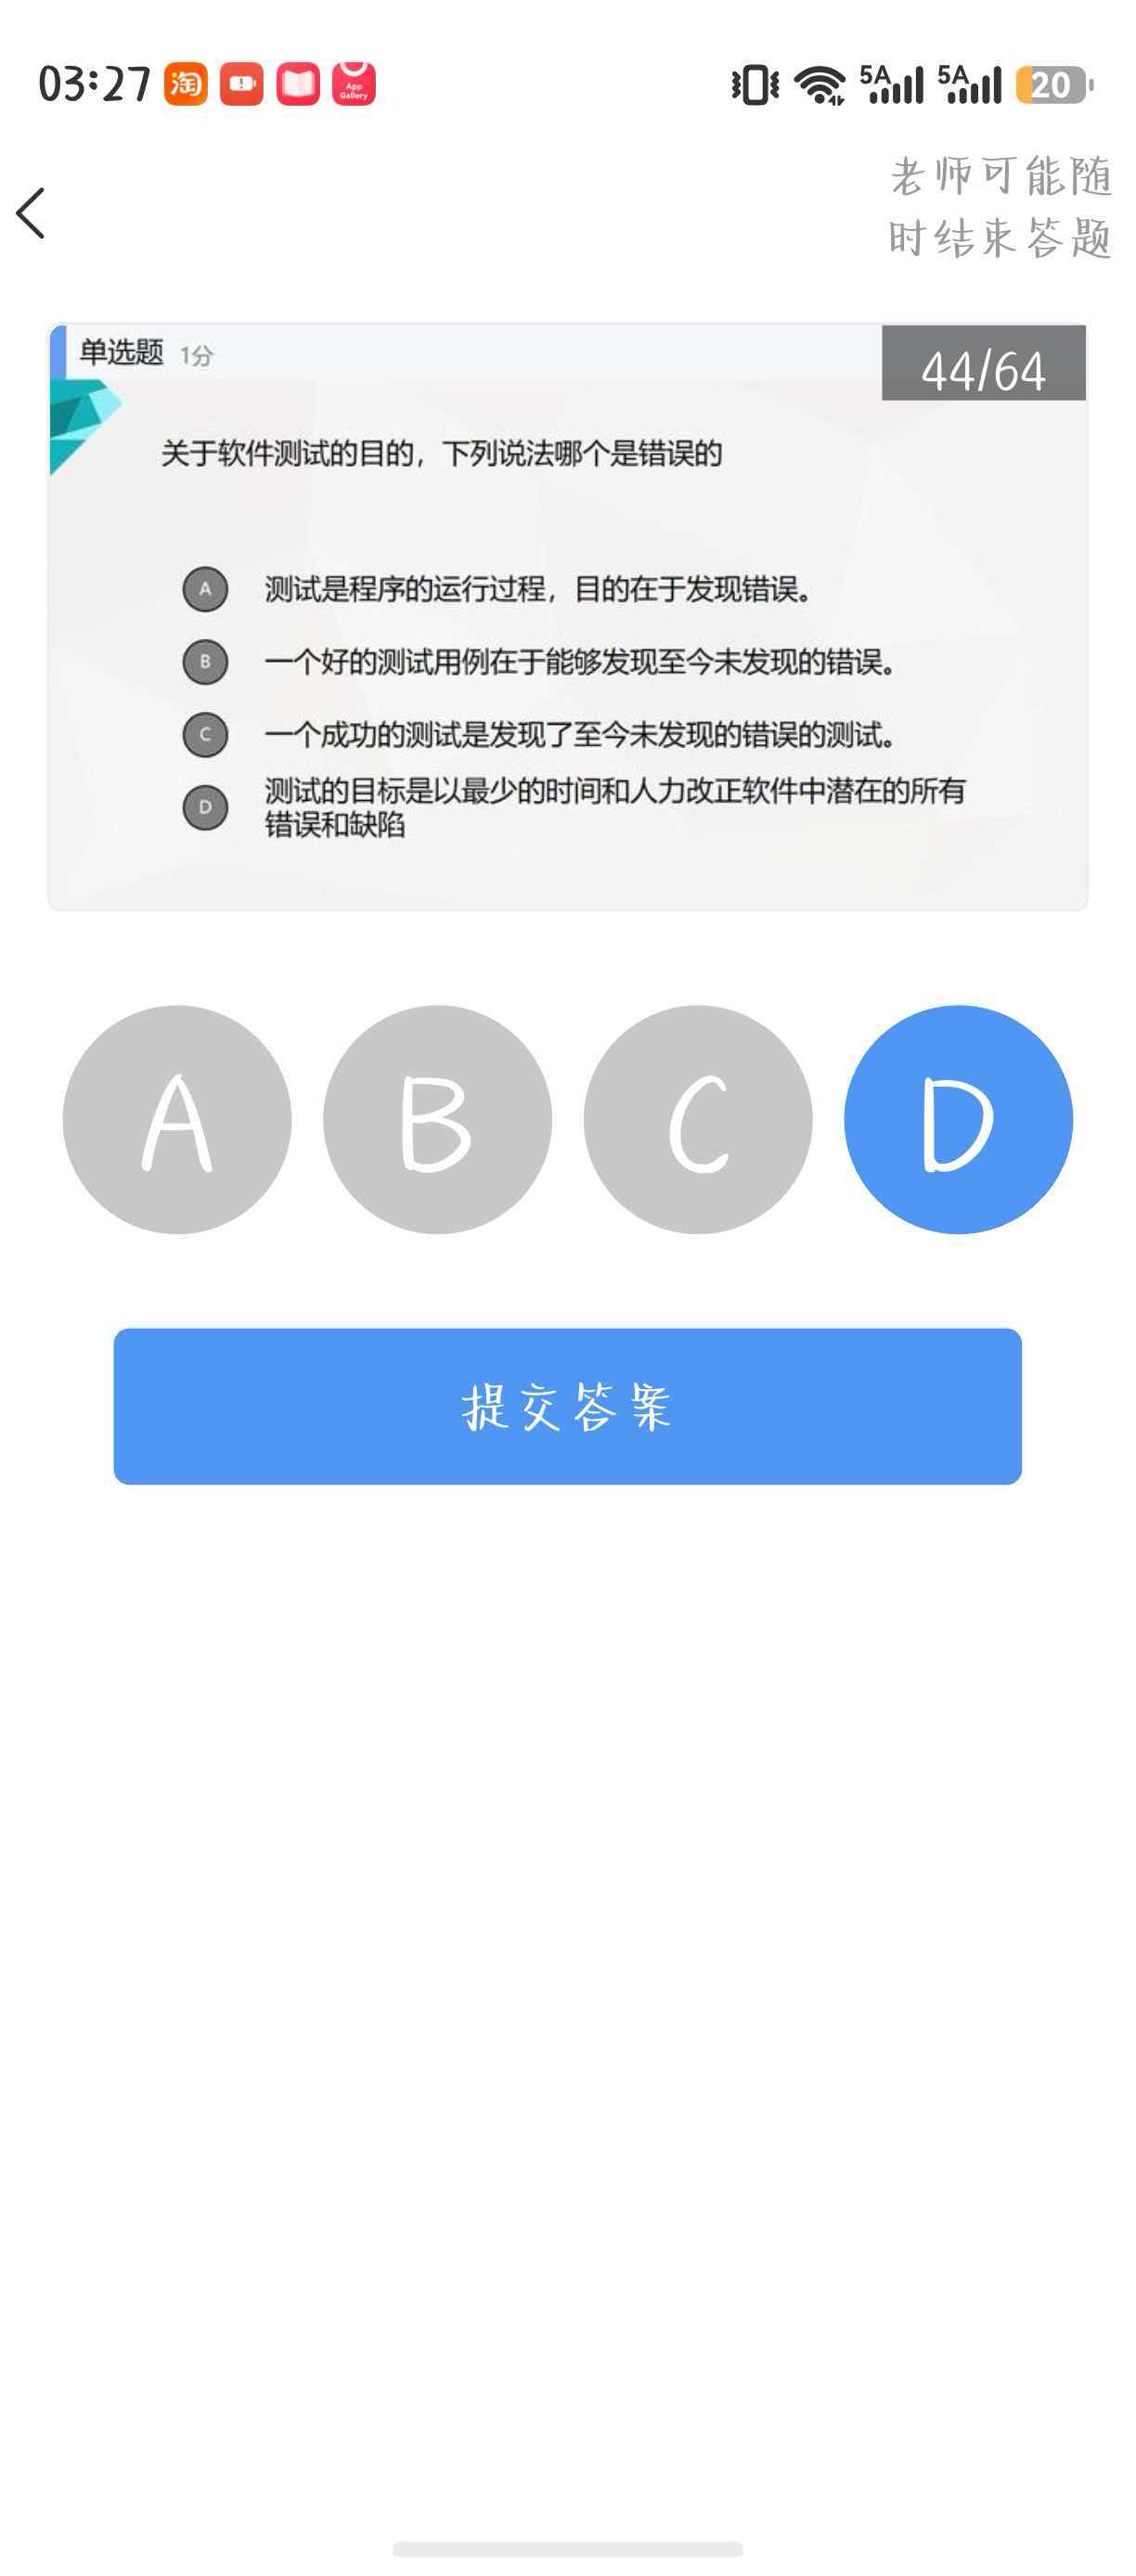 03:27 淘 App Gallery 5A 5A 20
老师可能随
时结束答题
单选题 1分 44/64
关于软件测试的目的，下列说法哪个是错误的
A 测试是程序的运行过程，目的在于发现错误。
B 一个好的测试用例在于能够发现至今未发现的错误。
C 一个成功的测试是发现了至今未发现的错误的测试。
D 测试的目标是以最少的时间和人力改正软件中潜在的所有
错误和缺陷
A B C D
提交答案